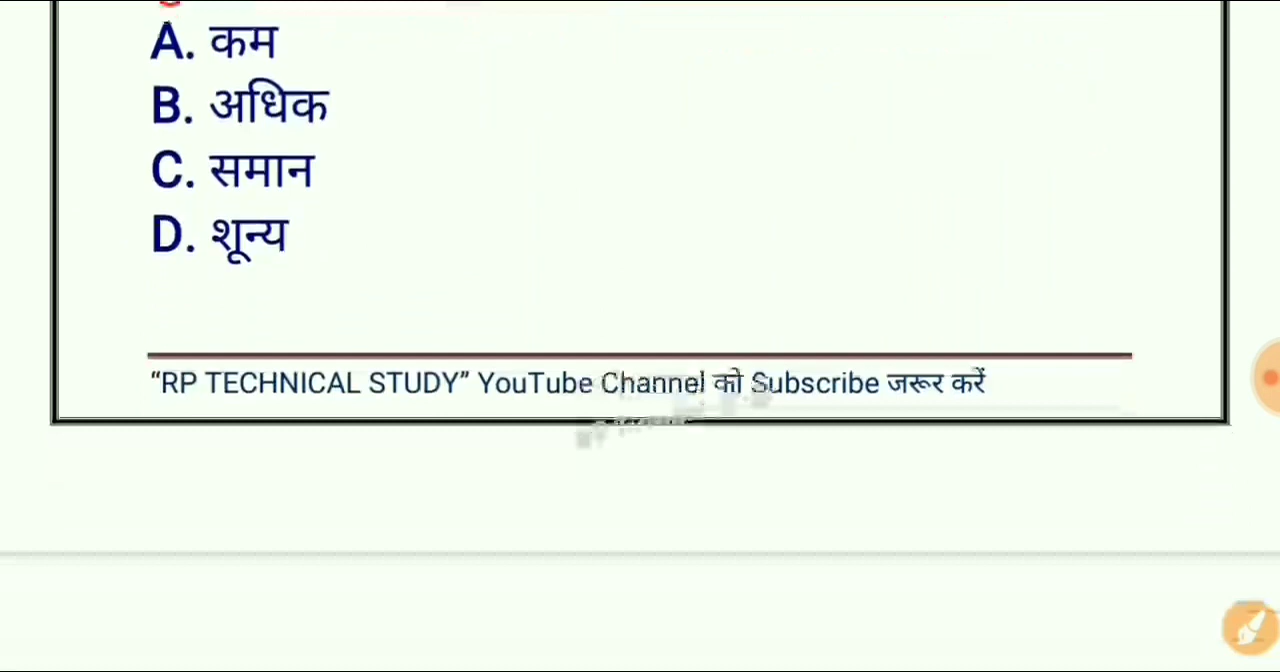 A. कम
B. अधिक
C. समान
D. शून्य
“RP TECHNICAL STUDY” YouTube Channel को Subscribe जरूर करें